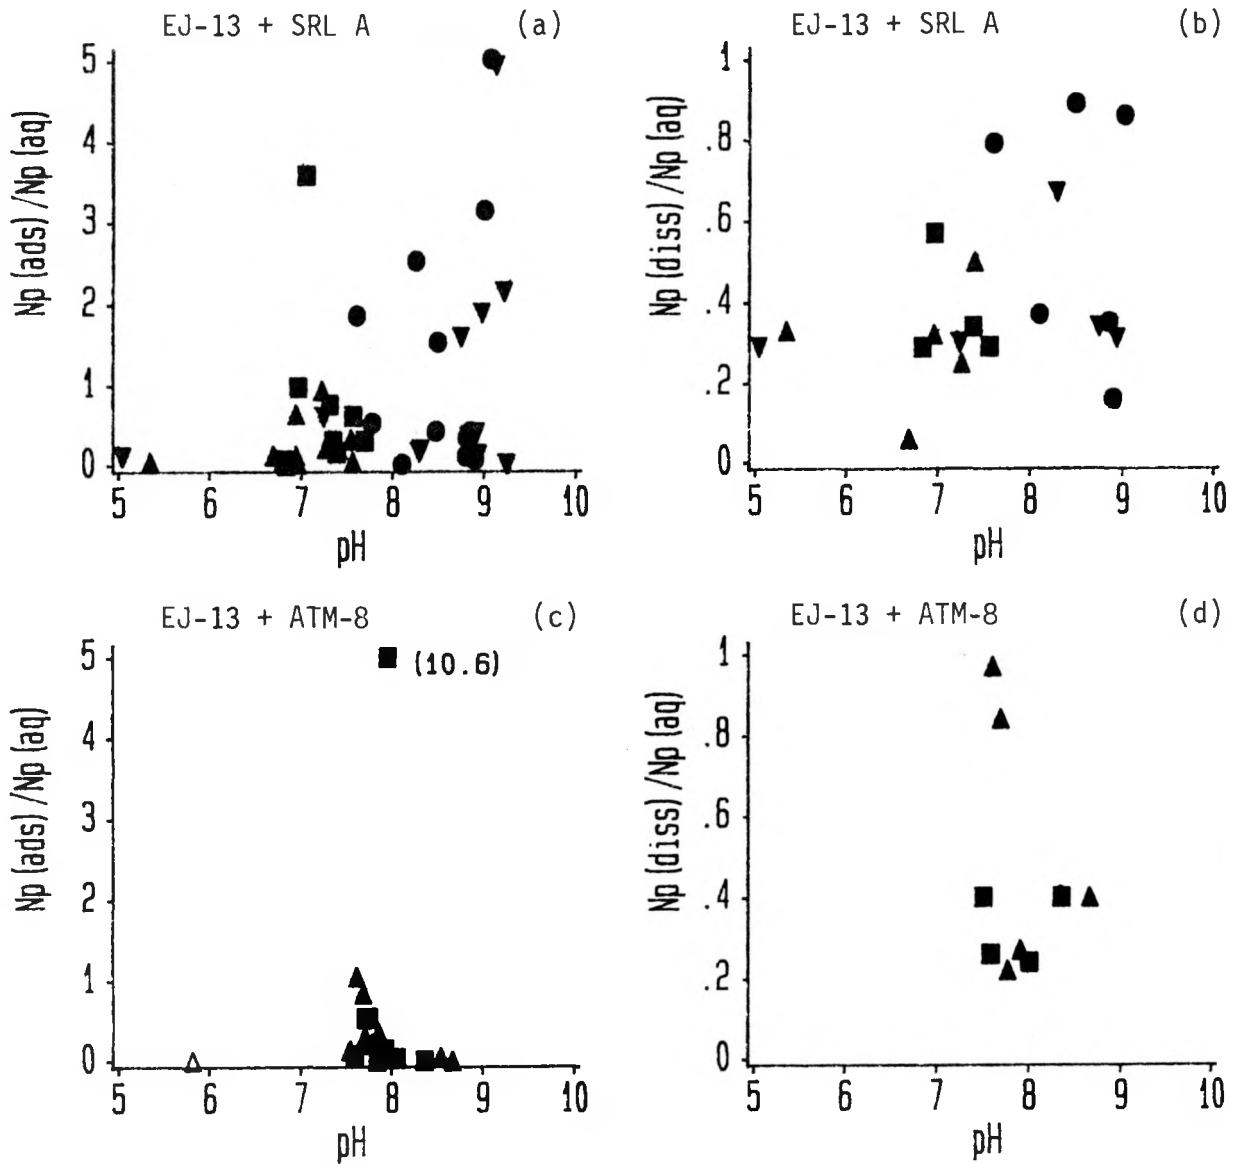 EJ-13 + SRL A (a)
5
4
3
2
1
0
Np (ads) /Np (aq)
5 6 7 8 9 10
pH
EJ-13 + SRL A (b)
1
.8
.6
.4
.2
0
Np (diss) /Np (aq)
5 6 7 8 9 10
pH
EJ-13 + ATM-8 (c)
(10.6)
5
4
3
2
1
0
Np (ads) /Np (aq)
5 6 7 8 9 10
pH
EJ-13 + ATM-8 (d)
1
.8
.6
.4
.2
0
Np (diss) /Np (aq)
5 6 7 8 9 10
pH